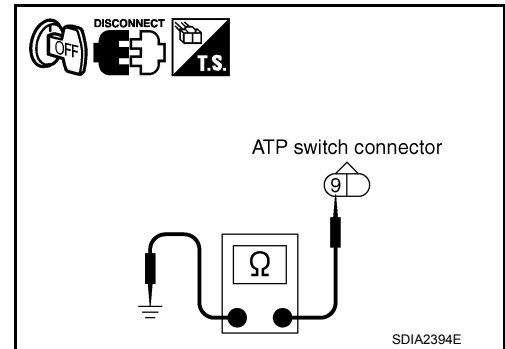 DISCONNECT
OFF
T.S.
ATP switch connector
9
Ω
SDIA2394E